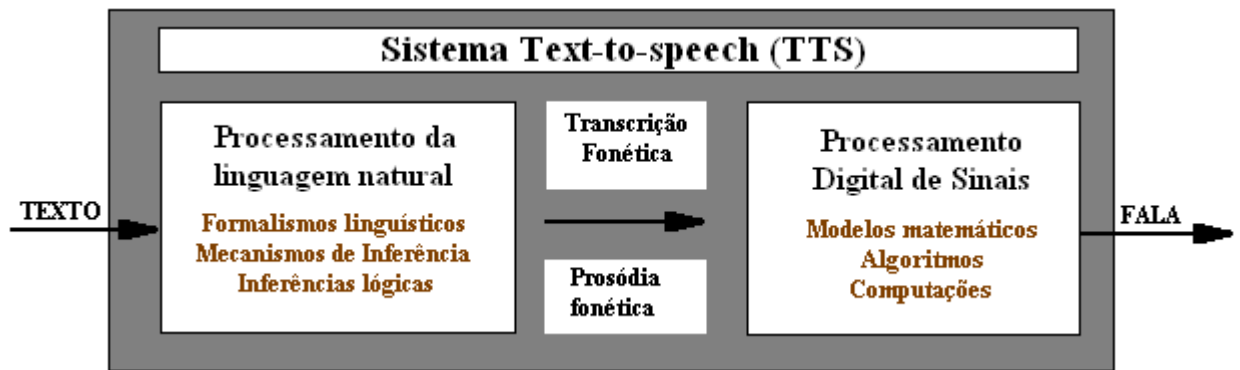 Sistema Text-to-speech (TTS)
TEXTO
Processamento da
linguagem natural
Formalismos linguísticos
Mecanismos de Inferência
Inferências lógicas
Transcrição
Fonética
Prosódia
fonética
Processamento
Digital de Sinais
Modelos matemáticos
Algoritmos
Computações
FALA